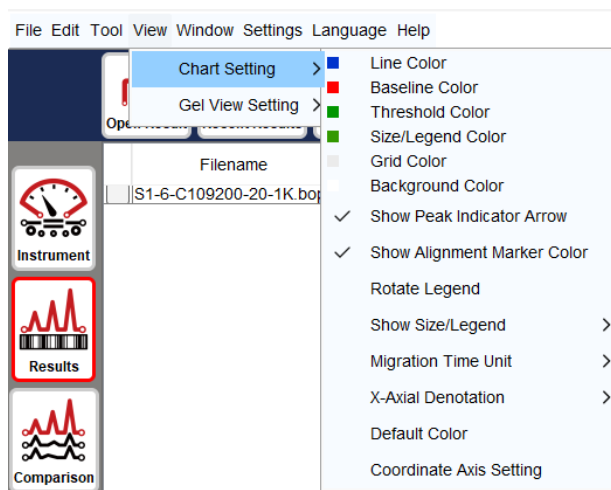 File Edit Tool View Window Settings Language Help
Chart Setting
Gel View Setting
Line Color
Baseline Color
Threshold Color
Size/Legend Color
Grid Color
Background Color
Show Peak Indicator Arrow
Show Alignment Marker Color
Rotate Legend
Show Size/Legend
Migration Time Unit
X-Axial Denotation
Default Color
Coordinate Axis Setting
Filename
S1-6-C109200-20-1K.bop
Instrument
Results
Comparison